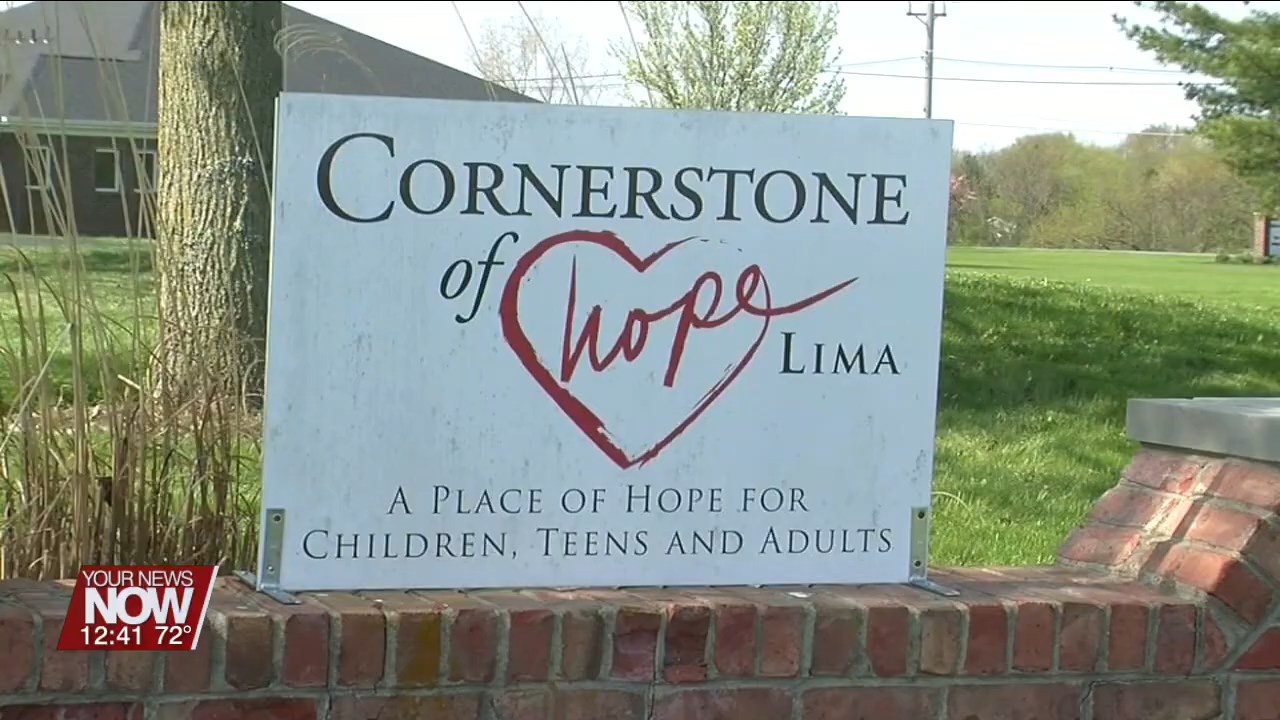 CORNERSTONE
of hope LIMA
A PLACE OF HOPE FOR
CHILDREN, TEENS AND ADULTS
YOUR NEWS
NOW
12:41 72°